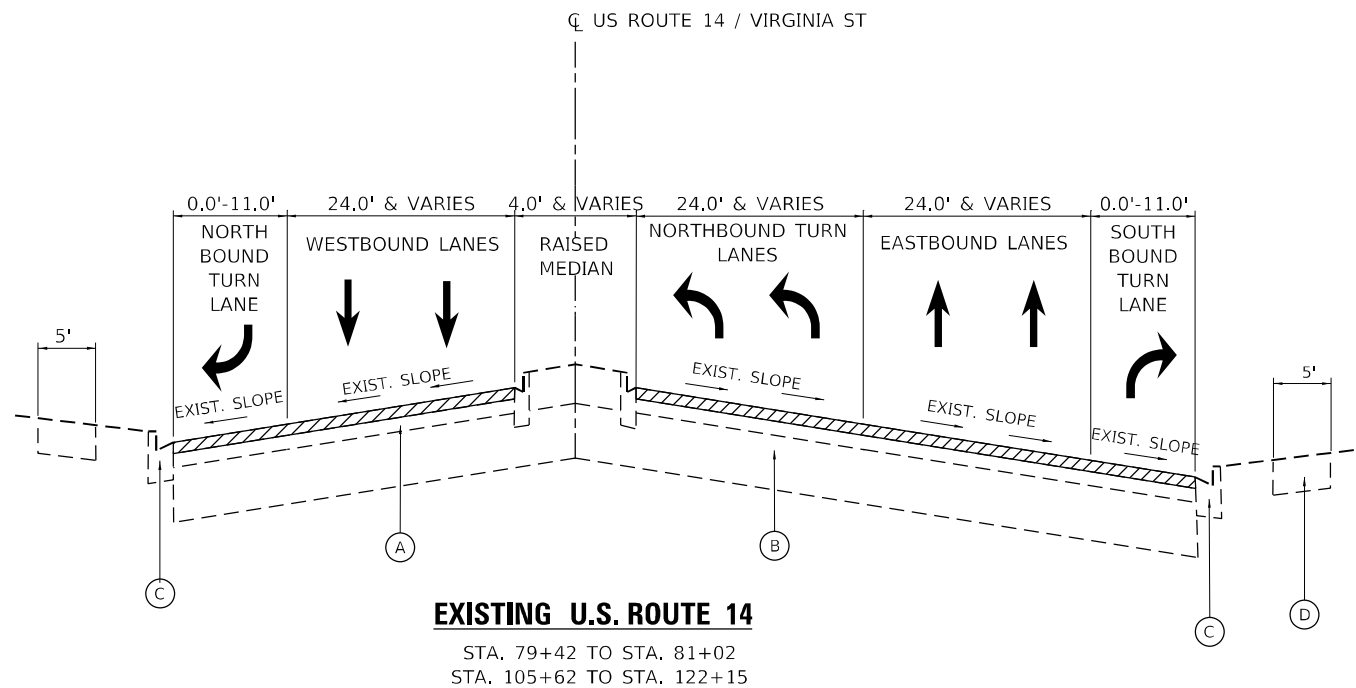 ℄ US ROUTE 14 / VIRGINIA ST
0.0'-11.0' 24.0' & VARIES 4.0' & VARIES 24.0' & VARIES 24.0' & VARIES 0.0'-11.0'
NORTH
BOUND
TURN
LANE
WESTBOUND LANES
RAISED
MEDIAN
NORTHBOUND TURN
LANES
EASTBOUND LANES
SOUTH
BOUND
TURN
LANE
5'
5'
EXIST. SLOPE
EXIST. SLOPE
EXIST. SLOPE
EXIST. SLOPE
EXIST. SLOPE
A
B
C
C
D
EXISTING U.S. ROUTE 14
STA. 79+42 TO STA. 81+02
STA. 105+62 TO STA. 122+15